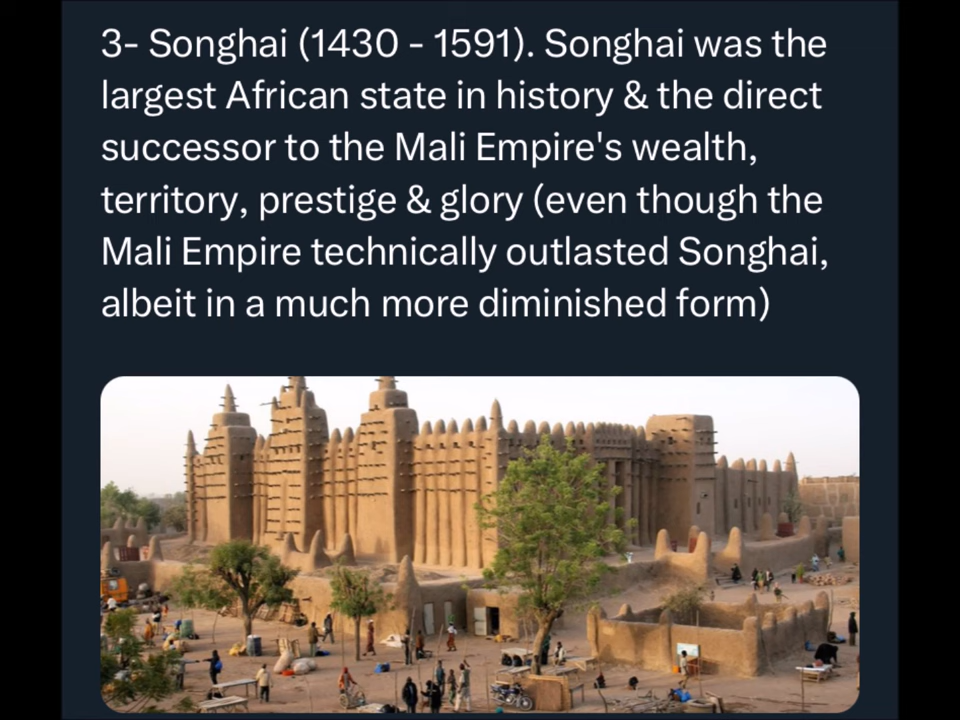 3- Songhai (1430 - 1591). Songhai was the
largest African state in history & the direct
successor to the Mali Empire's wealth,
territory, prestige & glory (even though the
Mali Empire technically outlasted Songhai,
albeit in a much more diminished form)